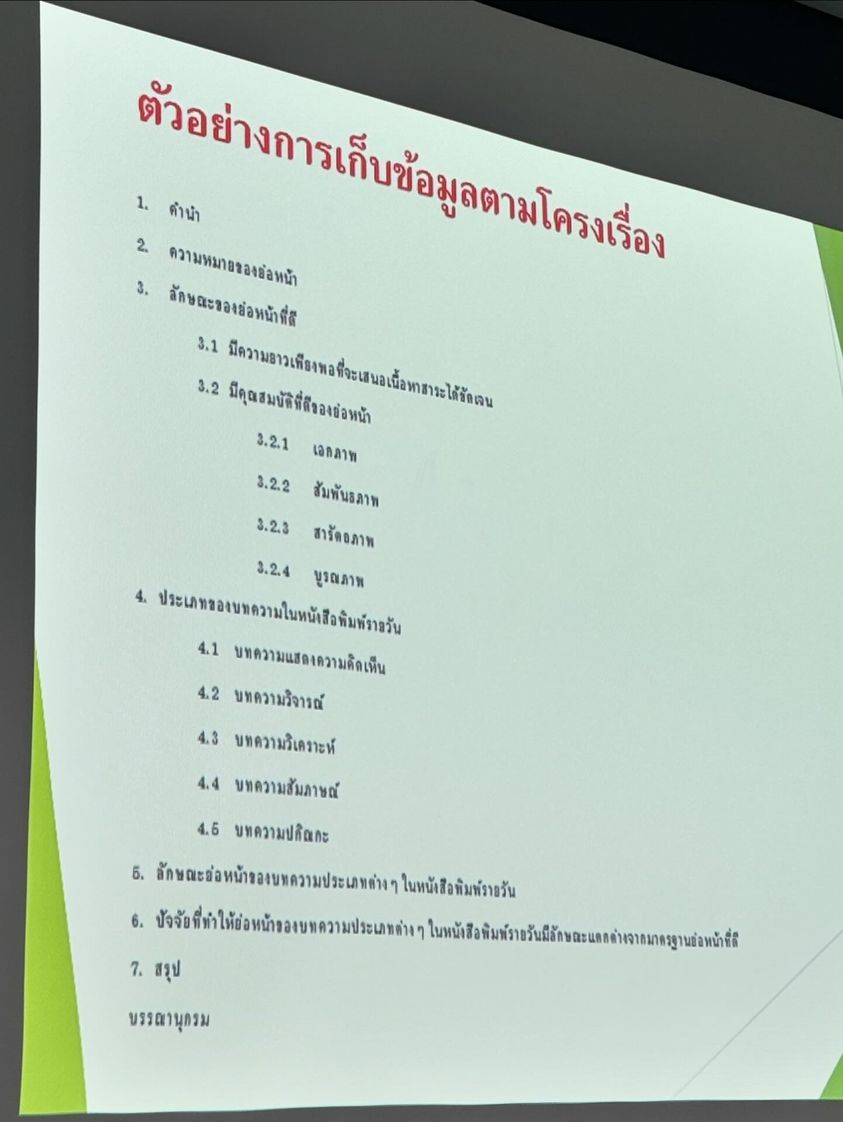 ตัวอย่างการเก็บข้อมูลตามโครงเรื่อง
1. คำนำ
2. ความหมายของย่อหน้า
3. ลักษณะของย่อหน้าที่ดี
3.1 มีความยาวเพียงพอที่จะเสนอเนื้อหาสาระได้ชัดเจน
3.2 มีคุณสมบัติที่ดีของย่อหน้า
3.2.1 เอกภาพ
3.2.2 สัมพันธภาพ
3.2.3 สารัตถภาพ
3.2.4 บูรณภาพ
4. ประเภทของบทความในหนังสือพิมพ์รายวัน
4.1 บทความแสดงความคิดเห็น
4.2 บทความวิจารณ์
4.3 บทความวิเคราะห์
4.4 บทความสัมภาษณ์
4.5 บทความปกิณกะ
5. ลักษณะย่อหน้าของบทความประเภทต่าง ๆ ในหนังสือพิมพ์รายวัน
6. ปัจจัยที่ทำให้ย่อหน้าของบทความประเภทต่าง ๆ ในหนังสือพิมพ์รายวันมีลักษณะแตกต่างจากมาตรฐานย่อหน้าที่ดี
7. สรุป
บรรณานุกรม